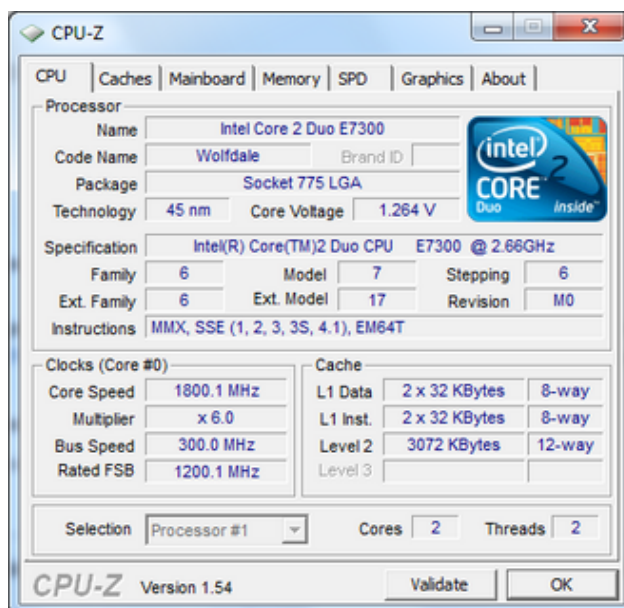 CPU-Z
CPU Caches Mainboard Memory SPD Graphics About
Processor
Name Intel Core 2 Duo E7300
Code Name Wolfdale Brand ID
Package Socket 775 LGA
Technology 45 nm Core Voltage 1.264 V
intel
CORE 2
Duo inside™
Specification Intel(R) Core(TM)2 Duo CPU E7300 @ 2.66GHz
Family 6 Model 7 Stepping 6
Ext. Family 6 Ext. Model 17 Revision M0
Instructions MMX, SSE (1, 2, 3, 3S, 4.1), EM64T
Clocks (Core #0)
Core Speed 1800.1 MHz
Multiplier x 6.0
Bus Speed 300.0 MHz
Rated FSB 1200.1 MHz
Cache
L1 Data 2 x 32 KBytes 8-way
L1 Inst. 2 x 32 KBytes 8-way
Level 2 3072 KBytes 12-way
Level 3
Selection Processor #1 Cores 2 Threads 2
CPU-Z Version 1.54 Validate OK